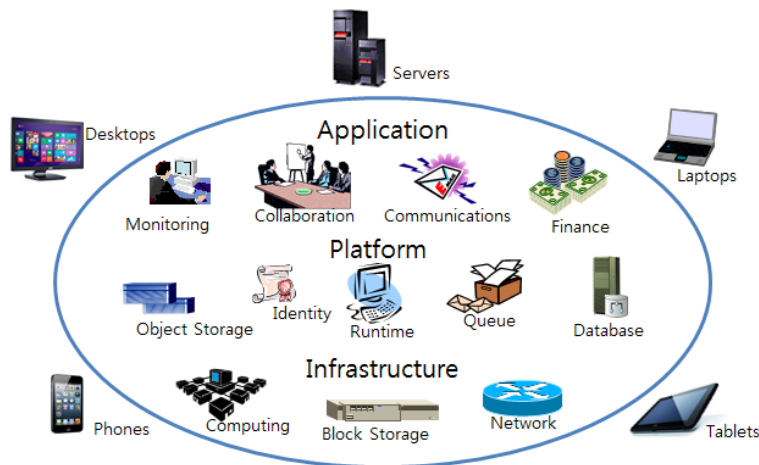 Servers
Desktops
Application
Laptops
Monitoring
Collaboration
Communications
Finance
Platform
Object Storage
Identity
Runtime
Queue
Database
Infrastructure
Phones
Computing
Block Storage
Network
Tablets